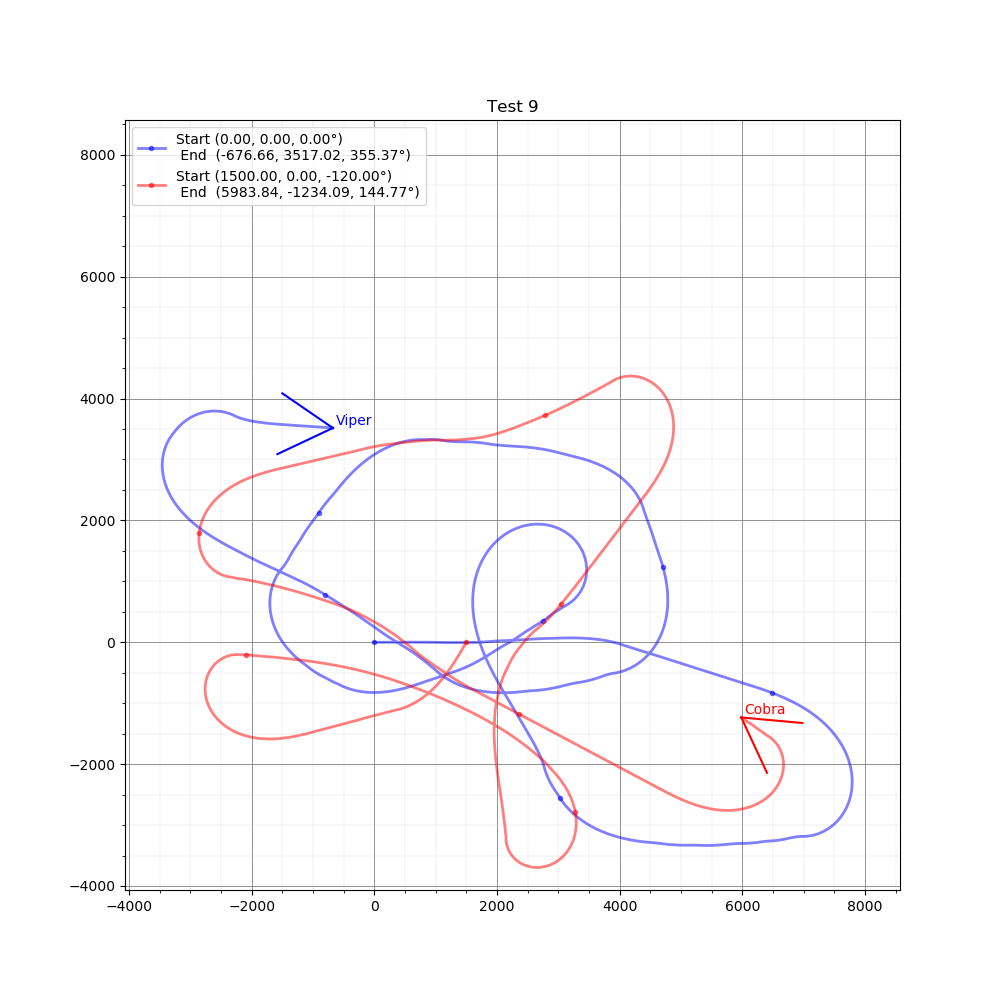 Test 9
Start (0.00, 0.00, 0.00°)
End (-676.66, 3517.02, 355.37°)
Start (1500.00, 0.00, -120.00°)
End (5983.84, -1234.09, 144.77°)
8000
6000
4000
2000
0
−2000
−4000
Viper
Cobra
−4000 −2000 0 2000 4000 6000 8000